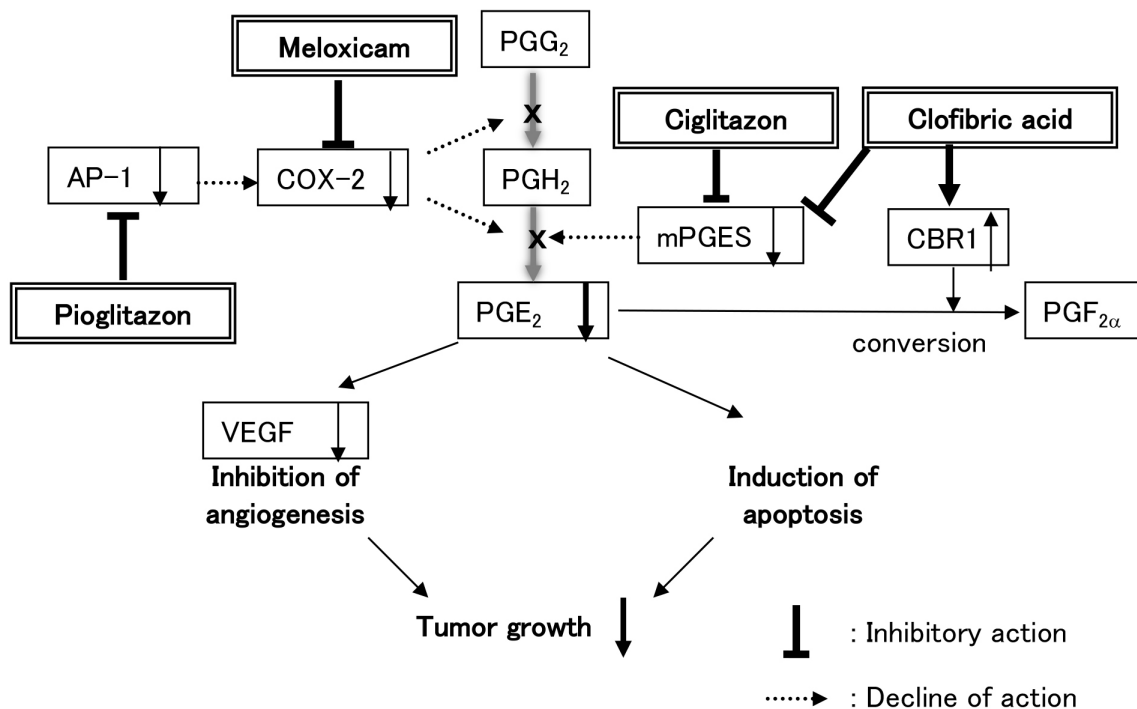 Meloxicam
PGG₂
x
Ciglitazon
Clofibric acid
AP-1
COX-2
PGH₂
x
mPGES
CBR1
Pioglitazon
PGE₂
PGF₂α
conversion
VEGF
Inhibition of
angiogenesis
Induction of
apoptosis
Tumor growth
: Inhibitory action
: Decline of action